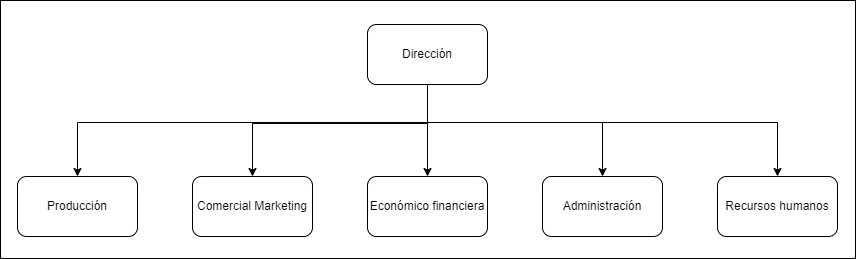 Dirección
Producción
Comercial Marketing
Económico financiera
Administración
Recursos humanos